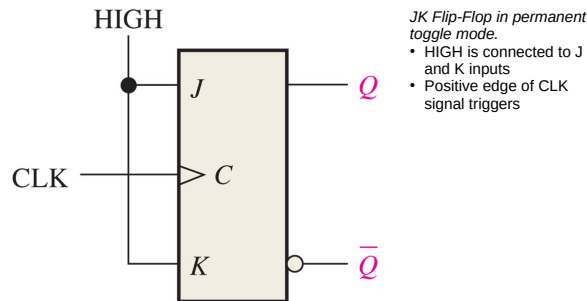 HIGH
J
Q
CLK
C
K
Q̅
JK Flip-Flop in permanent
toggle mode.
• HIGH is connected to J
and K inputs
• Positive edge of CLK
signal triggers